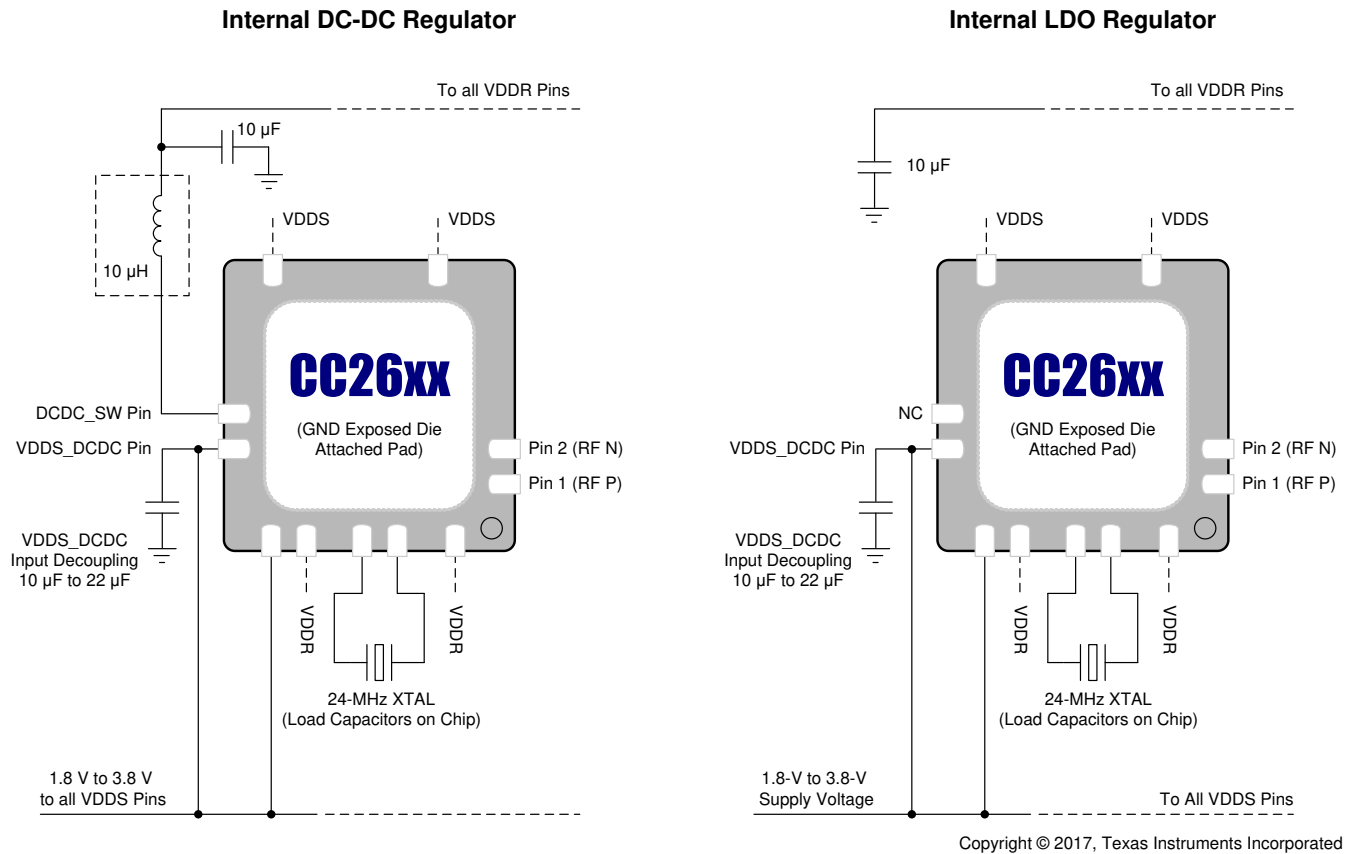 Internal DC-DC Regulator
To all VDDR Pins
10 µF
10 µH
VDDS
VDDS
CC26xx
(GND Exposed Die
Attached Pad)
DCDC_SW Pin
VDDS_DCDC Pin
Pin 2 (RF N)
Pin 1 (RF P)
VDDS_DCDC
Input Decoupling
10 µF to 22 µF
VDDR
VDDR
24-MHz XTAL
(Load Capacitors on Chip)
1.8 V to 3.8 V
to all VDDS Pins
Internal LDO Regulator
To all VDDR Pins
10 µF
VDDS
VDDS
CC26xx
(GND Exposed Die
Attached Pad)
NC
VDDS_DCDC Pin
Pin 2 (RF N)
Pin 1 (RF P)
VDDS_DCDC
Input Decoupling
10 µF to 22 µF
VDDR
VDDR
24-MHz XTAL
(Load Capacitors on Chip)
1.8-V to 3.8-V
Supply Voltage
To All VDDS Pins
Copyright © 2017, Texas Instruments Incorporated